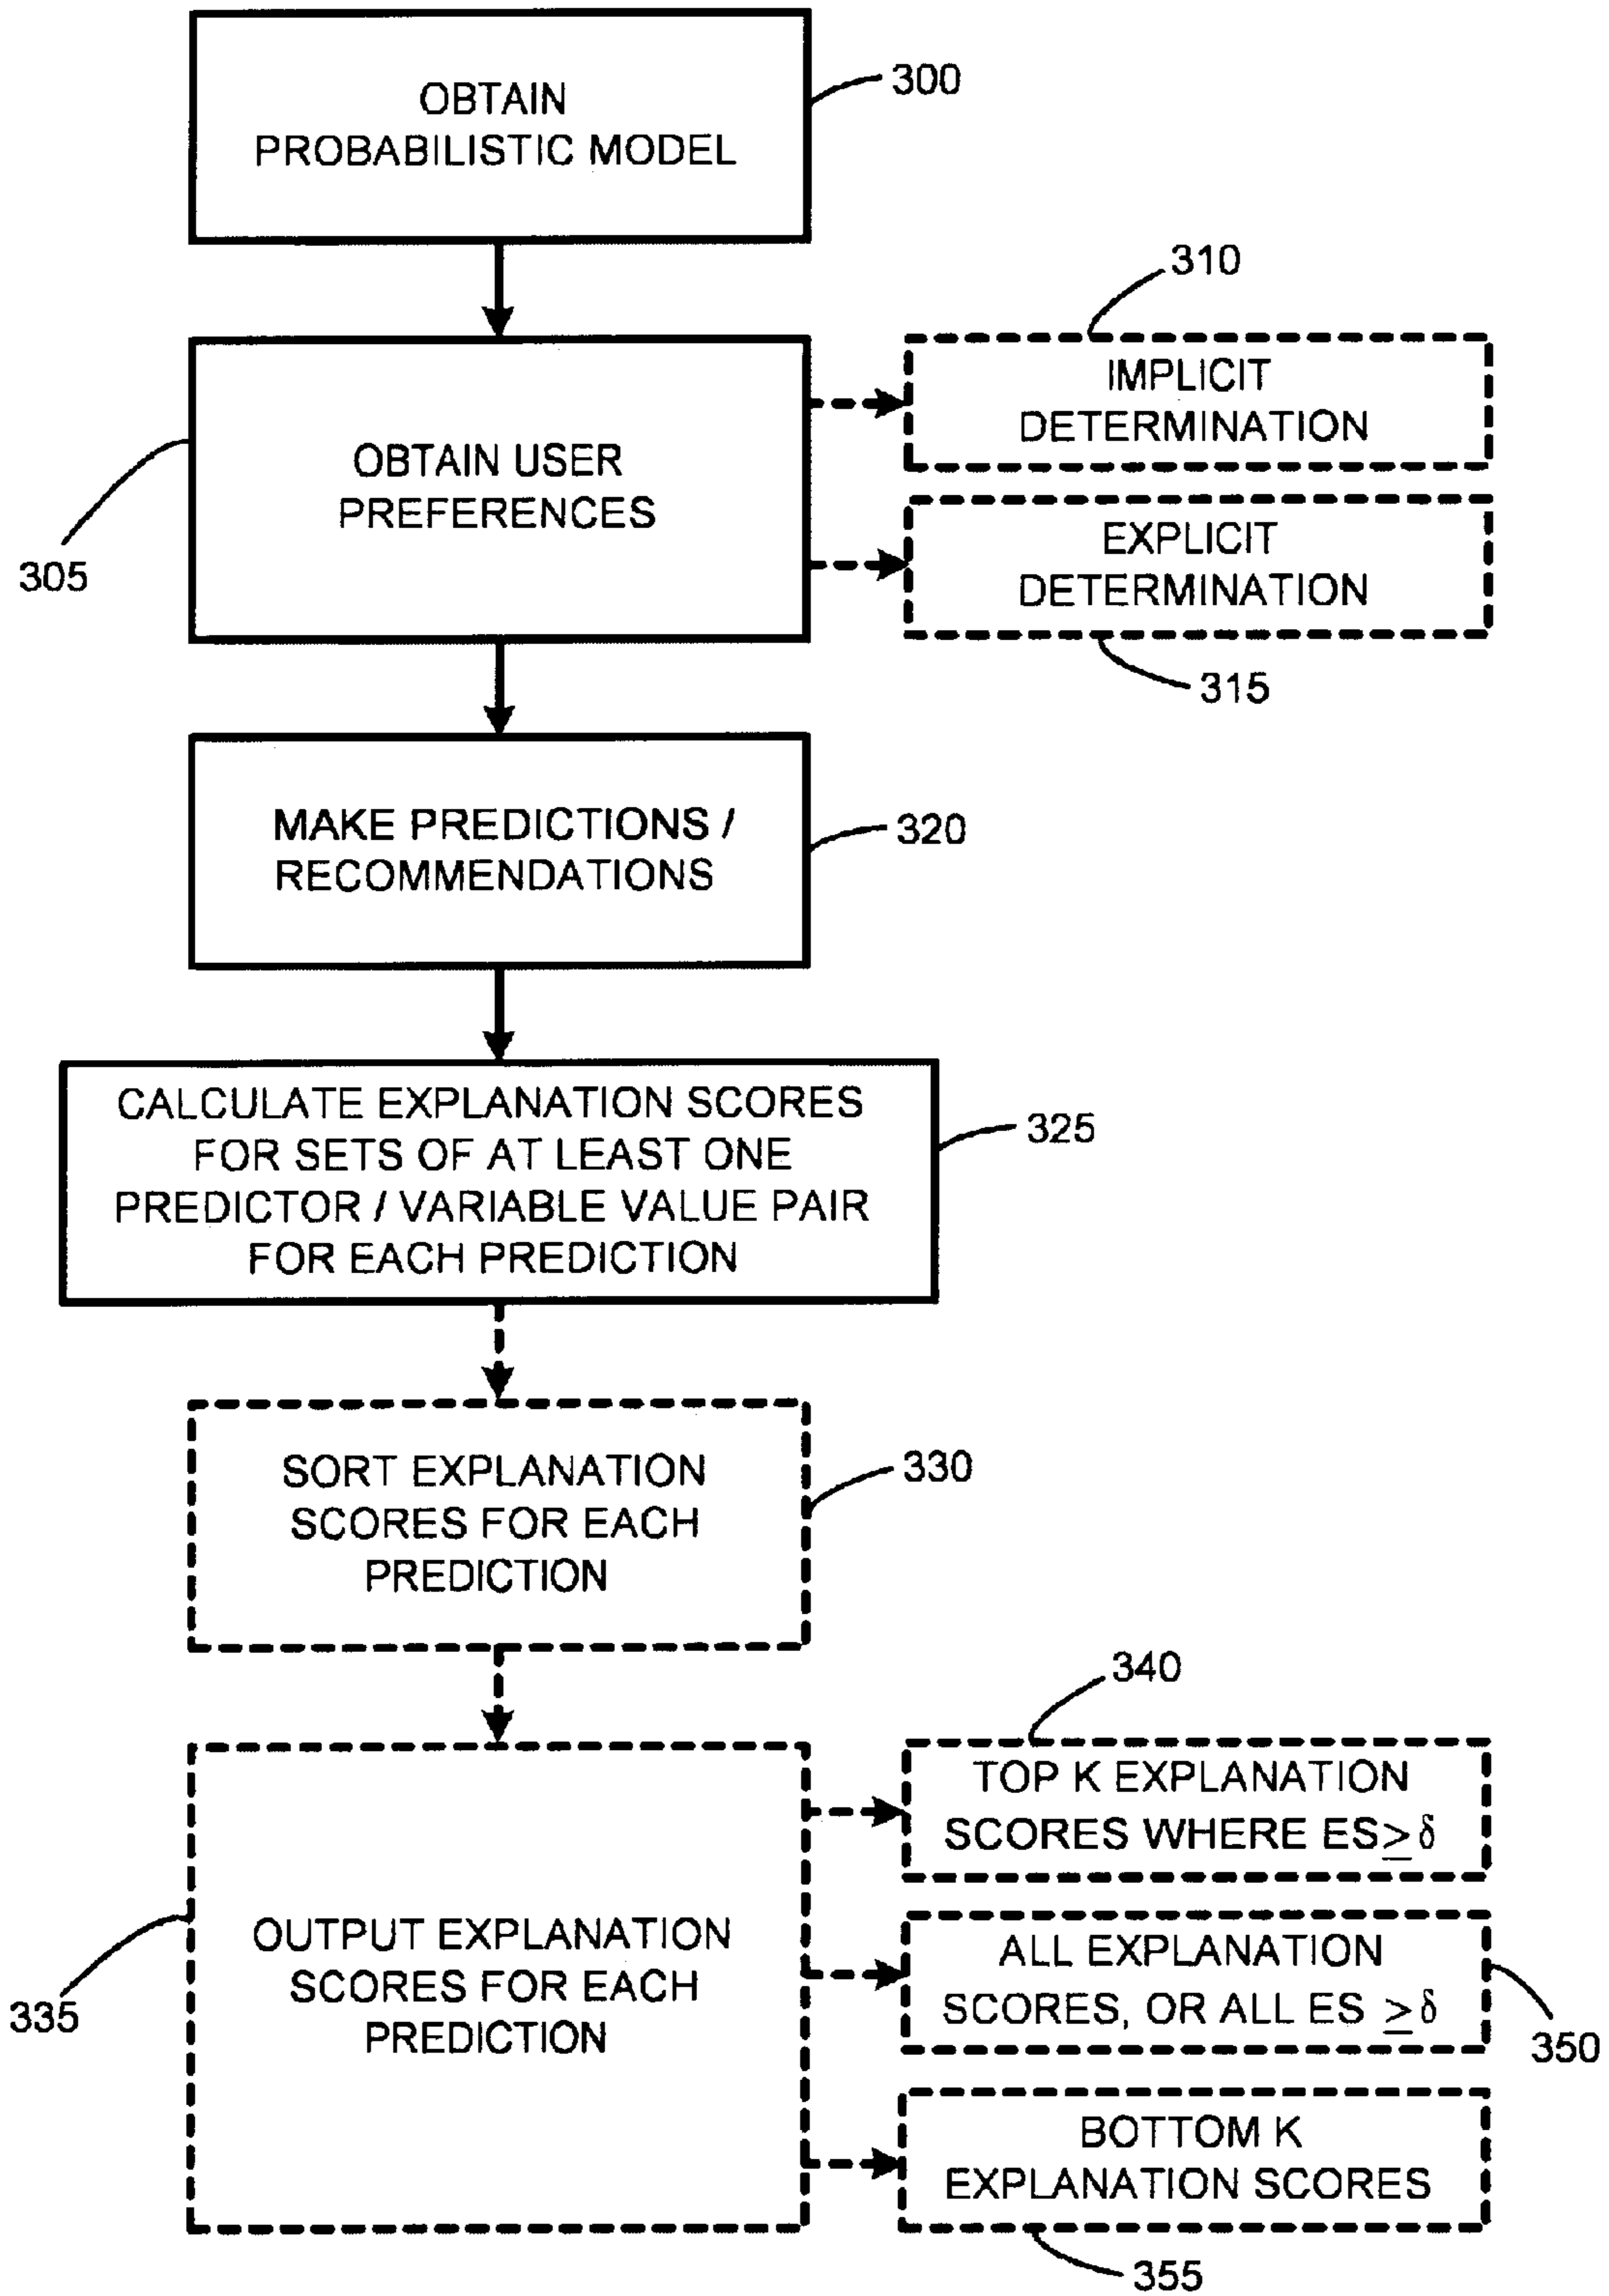 OBTAIN
PROBABILISTIC MODEL
300
310
IMPLICIT
DETERMINATION
OBTAIN USER
PREFERENCES
305
EXPLICIT
DETERMINATION
315
MAKE PREDICTIONS /
RECOMMENDATIONS
320
CALCULATE EXPLANATION SCORES
FOR SETS OF AT LEAST ONE
PREDICTOR / VARIABLE VALUE PAIR
FOR EACH PREDICTION
325
SORT EXPLANATION
SCORES FOR EACH
PREDICTION
330
340
TOP K EXPLANATION
SCORES WHERE ES ≥ δ
OUTPUT EXPLANATION
SCORES FOR EACH
PREDICTION
335
ALL EXPLANATION
SCORES, OR ALL ES ≥ δ
350
BOTTOM K
EXPLANATION SCORES
355